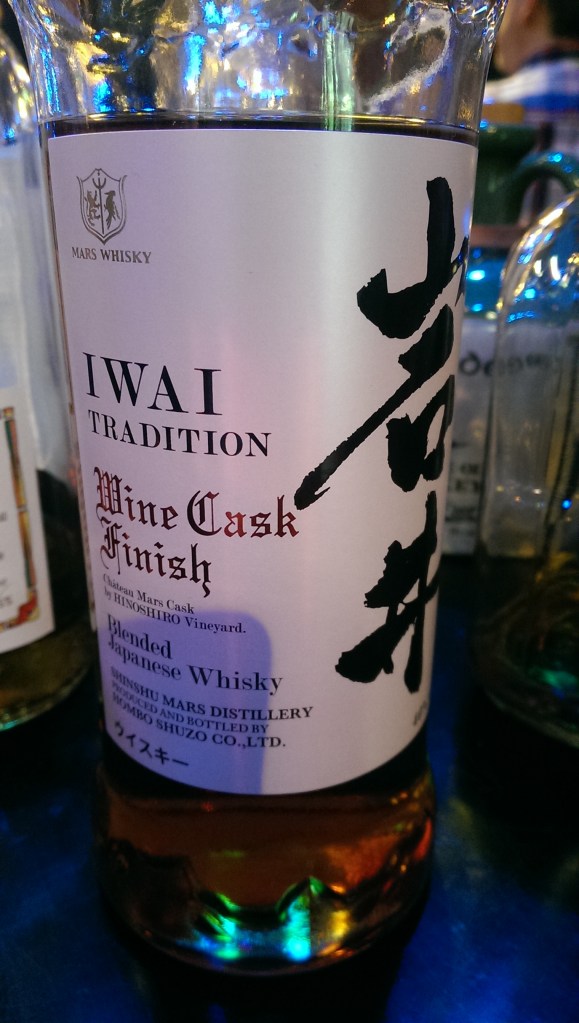 MARS WHISKY
岩井
IWAI
TRADITION
Wine Cask
Finish
Château Mars Cask
by HINOSHIRO Vineyard.
Blended
Japanese Whisky
SHINSHU MARS DISTILLERY
PRODUCED AND BOTTLED BY
HOMBO SHUZO CO.,LTD.
ウイスキー